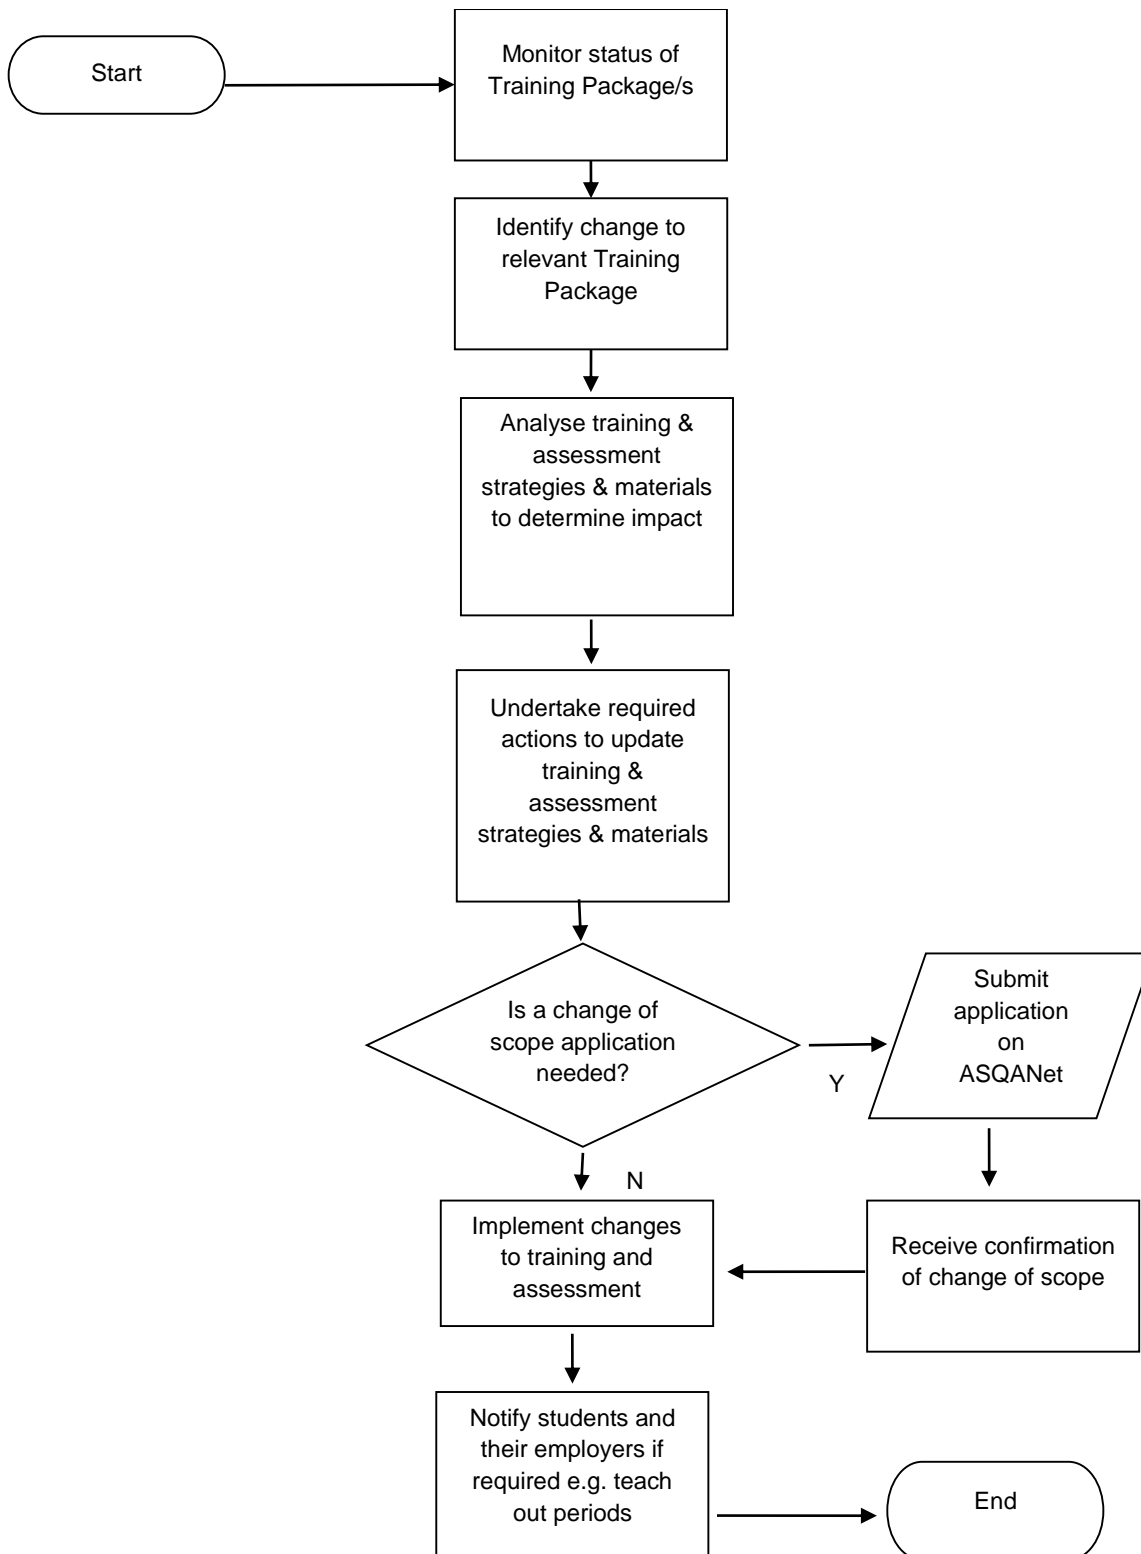 Start
Monitor status of
Training Package/s
Identify change to
relevant Training
Package
Analyse training &
assessment
strategies & materials
to determine impact
Undertake required
actions to update
training &
assessment
strategies & materials
Is a change of
scope application
needed?
Y
Submit
application
on
ASQANet
N
Implement changes
to training and
assessment
Receive confirmation
of change of scope
Notify students and
their employers if
required e.g. teach
out periods
End